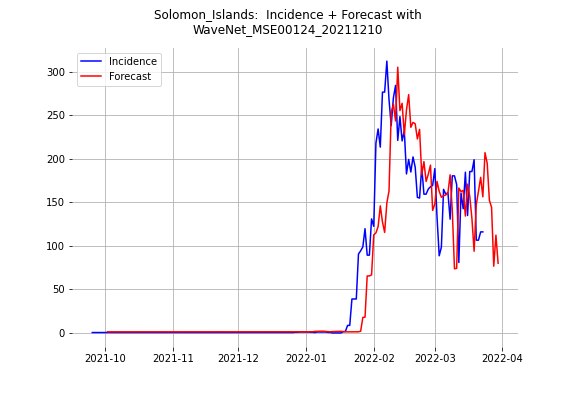 Solomon_Islands:  Incidence + Forecast with
WaveNet_MSE00124_20211210
Incidence
Forecast
300
250
200
150
100
50
0
2021-10 2021-11 2021-12 2022-01 2022-02 2022-03 2022-04